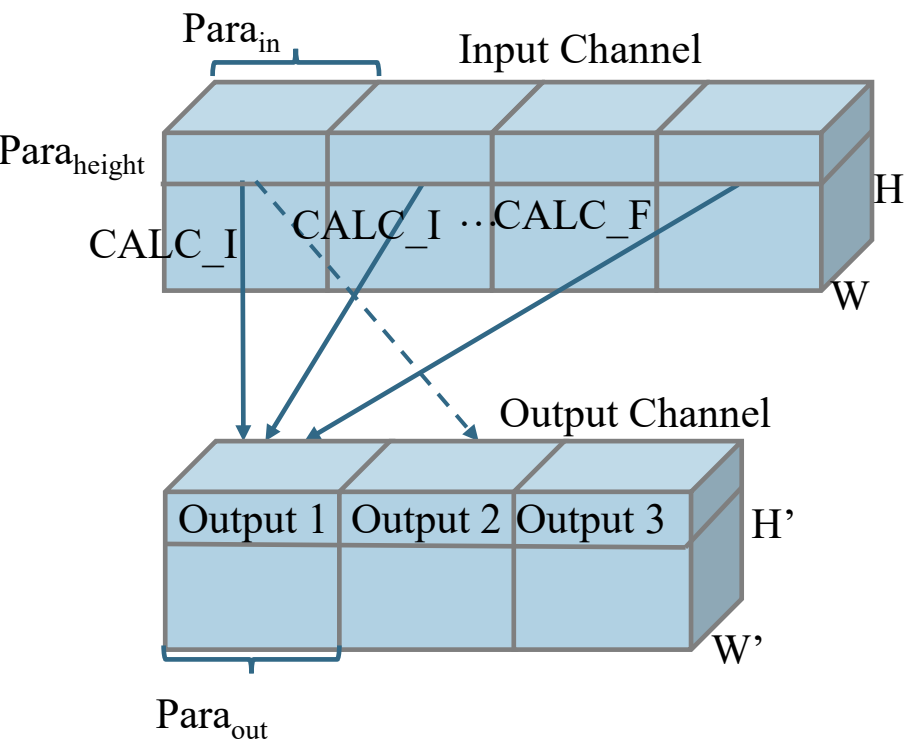 Para_in
Input Channel
Para_height
H
CALC_I
CALC_I
...
CALC_F
W
Output Channel
Output 1
Output 2
Output 3
H’
W’
Para_out